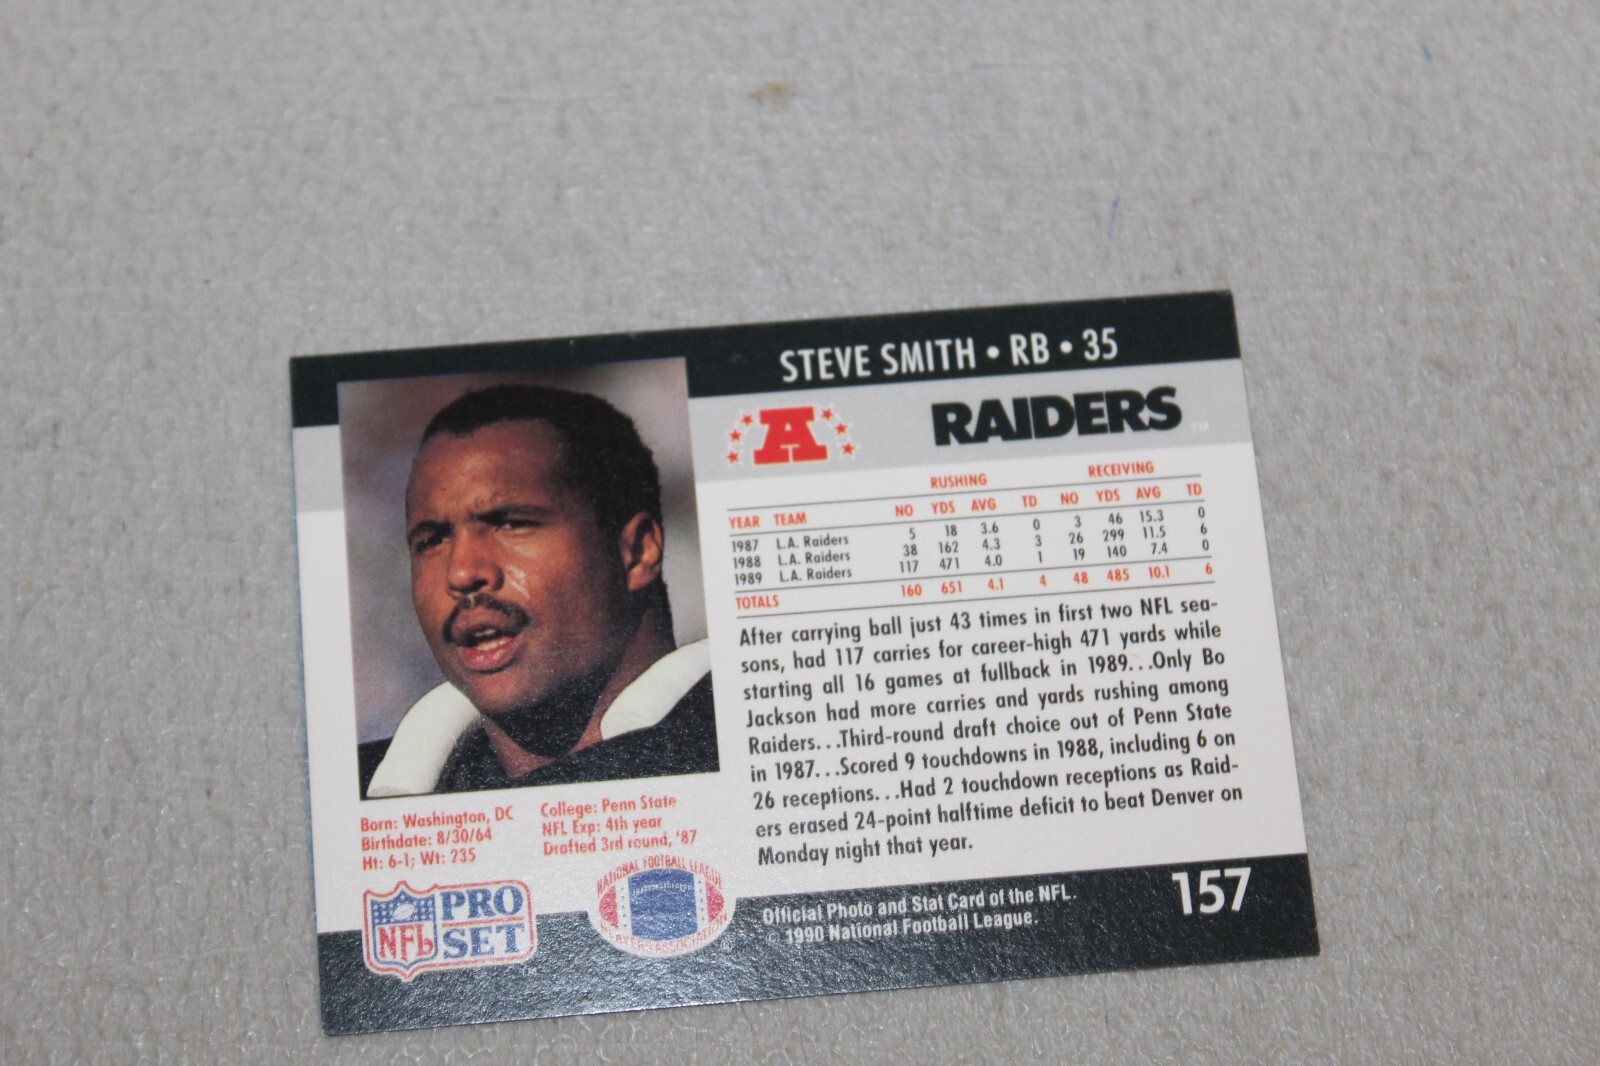 STEVE SMITH • RB • 35
A
RAIDERS™
RUSHING RECEIVING
YEAR TEAM NO YDS AVG TD NO YDS AVG TD
1987 L.A. Raiders 5 18 3.6 0 3 46 15.3 0
1988 L.A. Raiders 38 162 4.3 3 26 299 11.5 6
1989 L.A. Raiders 117 471 4.0 1 19 140 7.4 0
TOTALS 160 651 4.1 4 48 485 10.1 6
After carrying ball just 43 times in first two NFL sea-
sons, had 117 carries for career-high 471 yards while
starting all 16 games at fullback in 1989...Only Bo
Jackson had more carries and yards rushing among
Raiders...Third-round draft choice out of Penn State
in 1987...Scored 9 touchdowns in 1988, including 6 on
26 receptions...Had 2 touchdown receptions as Raid-
ers erased 24-point halftime deficit to beat Denver on
Monday night that year.
Born: Washington, DC
Birthdate: 8/30/64
Ht: 6-1; Wt: 235
College: Penn State
NFL Exp: 4th year
Drafted 3rd round, '87
NFL PRO SET™
NATIONAL FOOTBALL LEAGUE
PLAYERS ASSOCIATION ®
Official Photo and Stat Card of the NFL.
© 1990 National Football League.
157